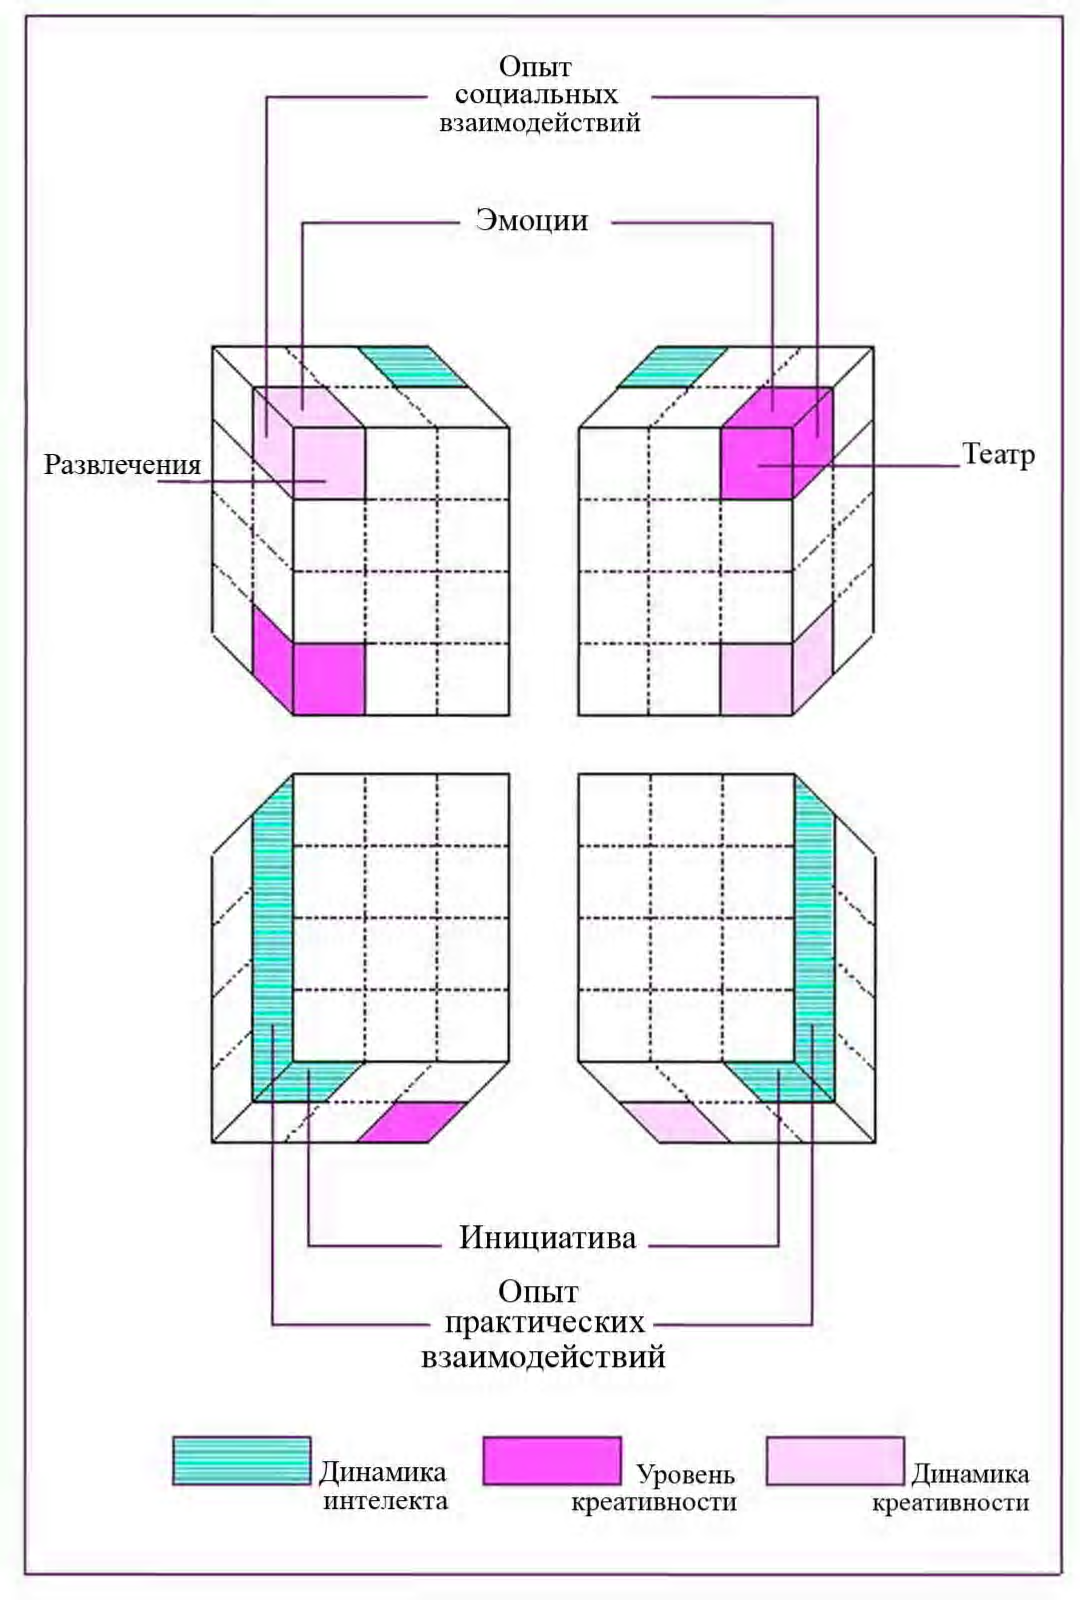 Опыт
социальных
взаимодействий
Эмоции
Развлечения
Театр
Инициатива
Опыт
практических
взаимодействий
Динамика
интелекта
Уровень
креативности
Динамика
креативности